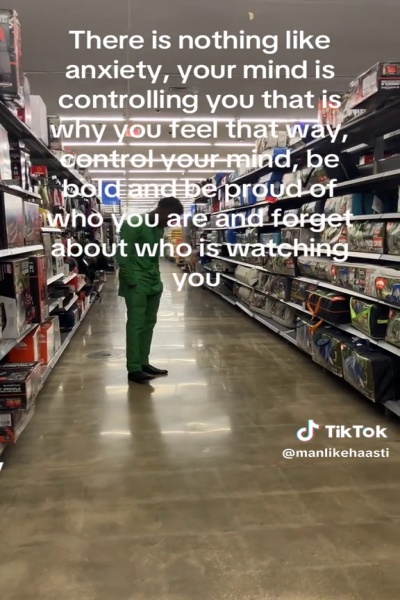 There is nothing like
anxiety, your mind is
controlling you that is
why you feel that way,
control your mind, be
bold and be proud of
who you are and forget
about who is watching
you
TikTok
@manlikehaasti